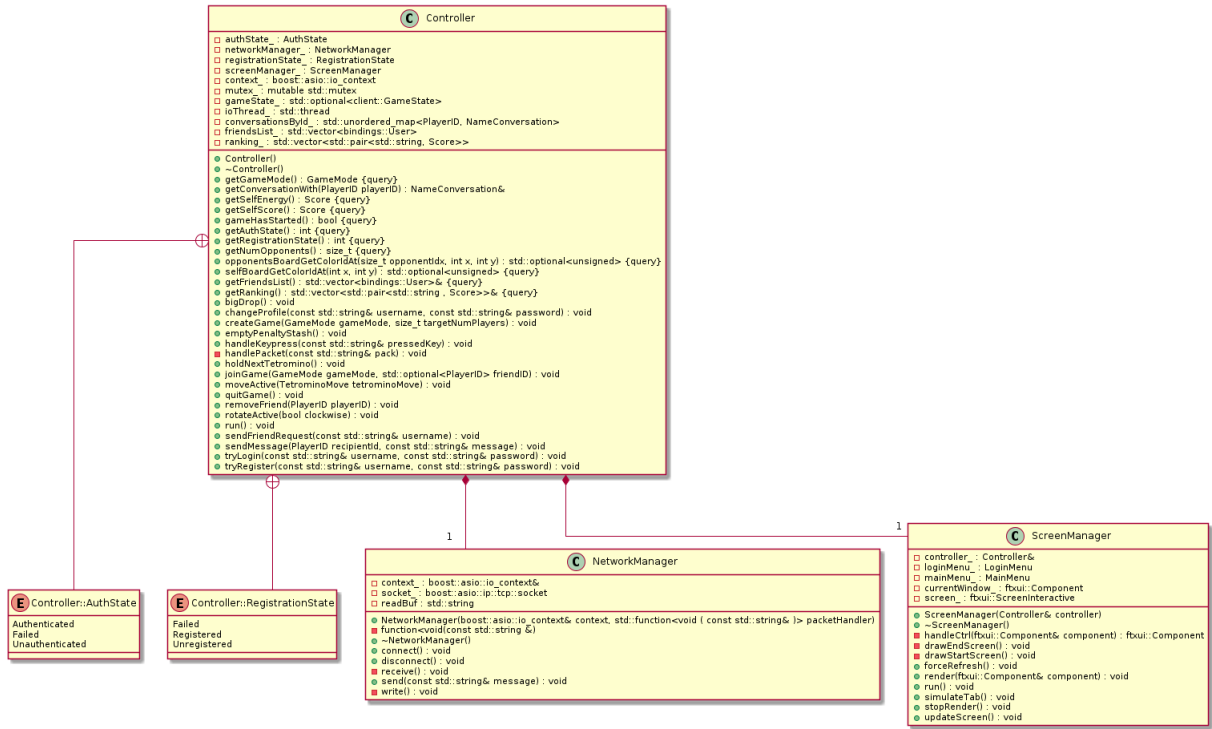 C Controller
authState_ : AuthState
networkManager_ : NetworkManager
registrationState_ : RegistrationState
screenManager_ : ScreenManager
context_ : boost::asio::io_context
mutex_ : mutable std::mutex
gameState_ : std::optional<client::GameState>
ioThread_ : std::thread
conversationsById_ : std::unordered_map<PlayerID, NameConversation>
friendsList_ : std::vector<bindings::User>
ranking_ : std::vector<std::pair<std::string, Score>>
Controller()
~Controller()
getGameMode() : GameMode {query}
getConversationWith(PlayerID playerID) : NameConversation&
getSelfEnergy() : Score {query}
getSelfScore() : Score {query}
gameHasStarted() : bool {query}
getAuthState() : int {query}
getRegistrationState() : int {query}
getNumOpponents() : size_t {query}
opponentsBoardGetColorIdAt(size_t opponentIdx, int x, int y) : std::optional<unsigned> {query}
selfBoardGetColorIdAt(int x, int y) : std::optional<unsigned> {query}
getFriendsList() : std::vector<bindings::User>& {query}
getRanking() : std::vector<std::pair<std::string , Score>>& {query}
bigDrop() : void
changeProfile(const std::string& username, const std::string& password) : void
createGame(GameMode gameMode, size_t targetNumPlayers) : void
emptyPenaltyStash() : void
handleKeypress(const std::string& pressedKey) : void
handlePacket(const std::string& pack) : void
holdNextTetromino() : void
joinGame(GameMode gameMode, std::optional<PlayerID> friendID) : void
moveActive(TetrominoMove tetrominoMove) : void
quitGame() : void
removeFriend(PlayerID playerID) : void
rotateActive(bool clockwise) : void
run() : void
sendFriendRequest(const std::string& username) : void
sendMessage(PlayerID recipientId, const std::string& message) : void
tryLogin(const std::string& username, const std::string& password) : void
tryRegister(const std::string& username, const std::string& password) : void
1
1
E Controller::AuthState
Authenticated
Failed
Unauthenticated
E Controller::RegistrationState
Failed
Registered
Unregistered
C NetworkManager
context_ : boost::asio::io_context&
socket_ : boost::asio::ip::tcp::socket
readBuf : std::string
NetworkManager(boost::asio::io_context& context, std::function<void ( const std::string& )> packetHandler)
function<void(const std::string &)
~NetworkManager()
connect() : void
disconnect() : void
receive() : void
send(const std::string& message) : void
write() : void
C ScreenManager
controller_ : Controller&
loginMenu_ : LoginMenu
mainMenu_ : MainMenu
currentWindow_ : ftxui::Component
screen_ : ftxui::ScreenInteractive
ScreenManager(Controller& controller)
~ScreenManager()
handleCtrl(ftxui::Component& component) : ftxui::Component
drawEndScreen() : void
drawStartScreen() : void
forceRefresh() : void
render(ftxui::Component& component) : void
run() : void
simulateTab() : void
stopRender() : void
updateScreen() : void